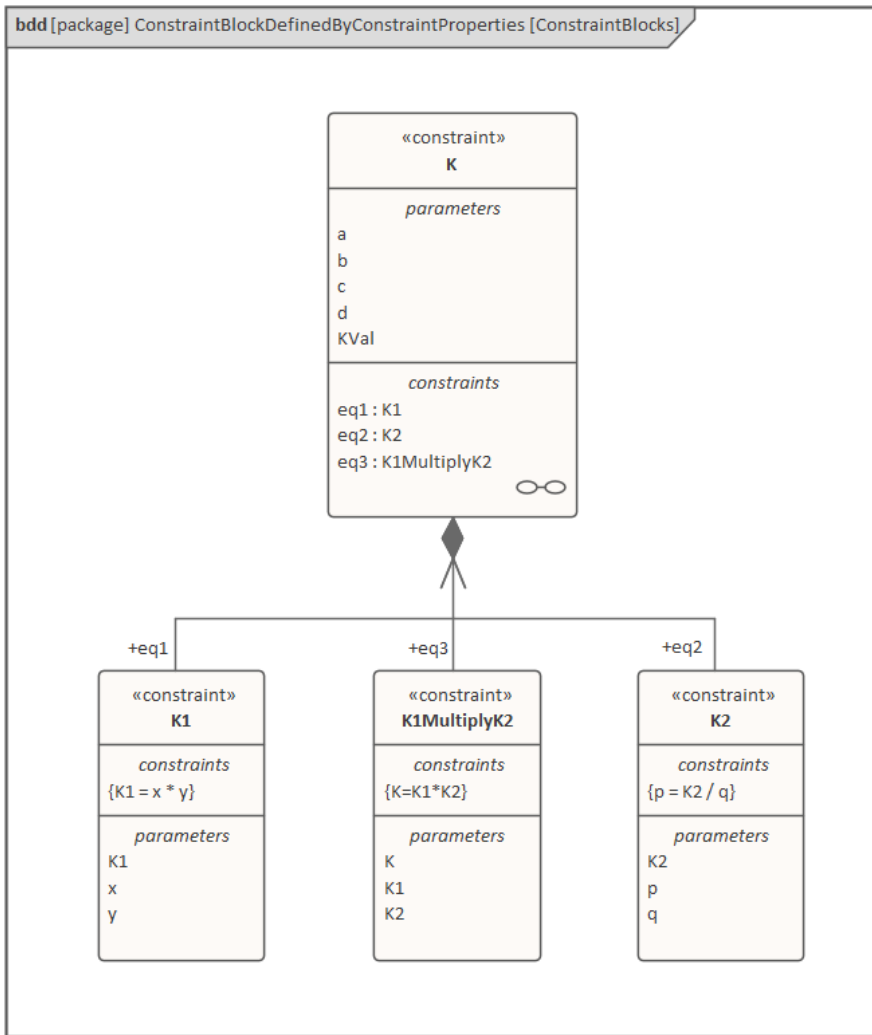 bdd [package] ConstraintBlockDefinedByConstraintProperties [ConstraintBlocks]
«constraint»
K
parameters
a
b
c
d
KVal
constraints
eq1 : K1
eq2 : K2
eq3 : K1MultiplyK2
+eq1
+eq3
+eq2
«constraint»
K1
constraints
{K1 = x * y}
parameters
K1
x
y
«constraint»
K1MultiplyK2
constraints
{K=K1*K2}
parameters
K
K1
K2
«constraint»
K2
constraints
{p = K2 / q}
parameters
K2
p
q